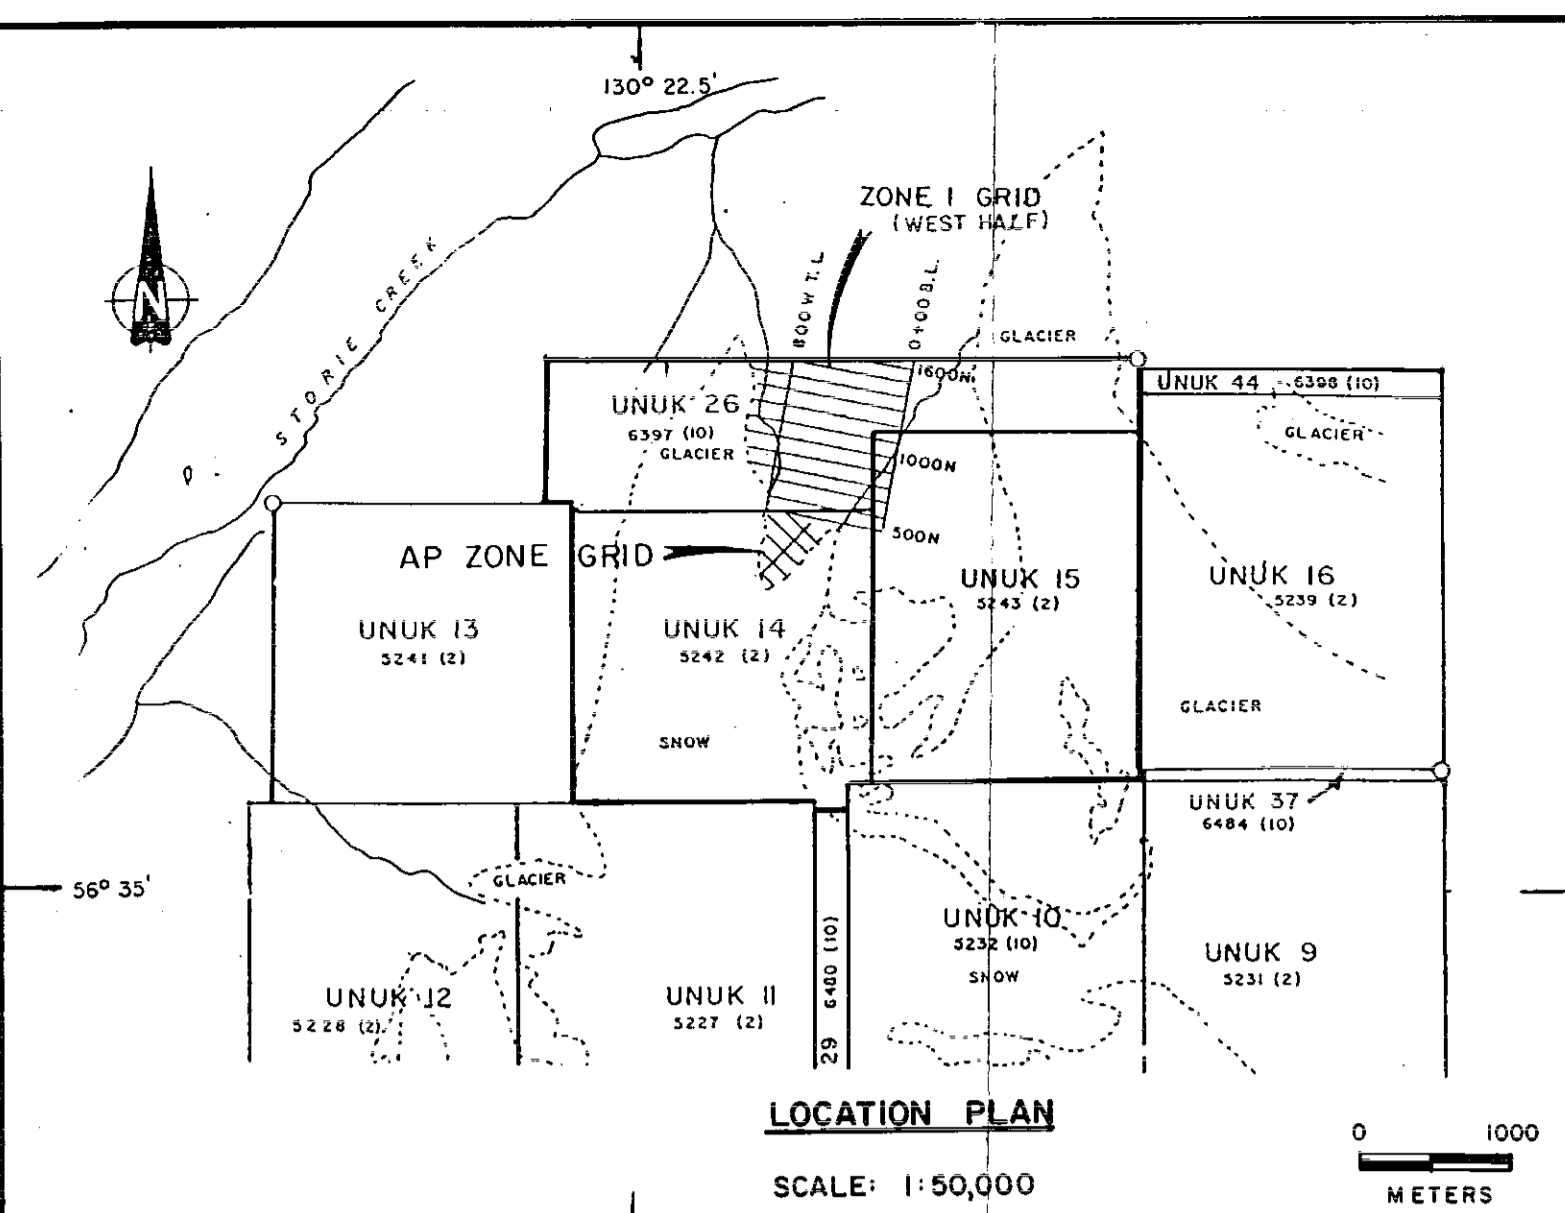 130° 22.5'
ZONE 1 GRID
(WEST HALF)
N
STORIE CREEK
800W T.L.
0+00 B.L.
GLACIER
1600N
UNUK 44 6398 (10)
UNUK 26
6397 (10)
GLACIER
GLACIER
1000N
500N
AP ZONE GRID
UNUK 15
5243 (2)
UNUK 16
5239 (2)
UNUK 13
5241 (2)
UNUK 14
5242 (2)
GLACIER
SNOW
UNUK 37
6484 (10)
56° 35'
GLACIER
UNUK 10
5232 (10)
SNOW
UNUK 9
5231 (2)
UNUK 12
5228 (2)
UNUK 11
5227 (2)
29 6480 (10)
LOCATION PLAN
SCALE: 1:50,000
0 1000
METERS